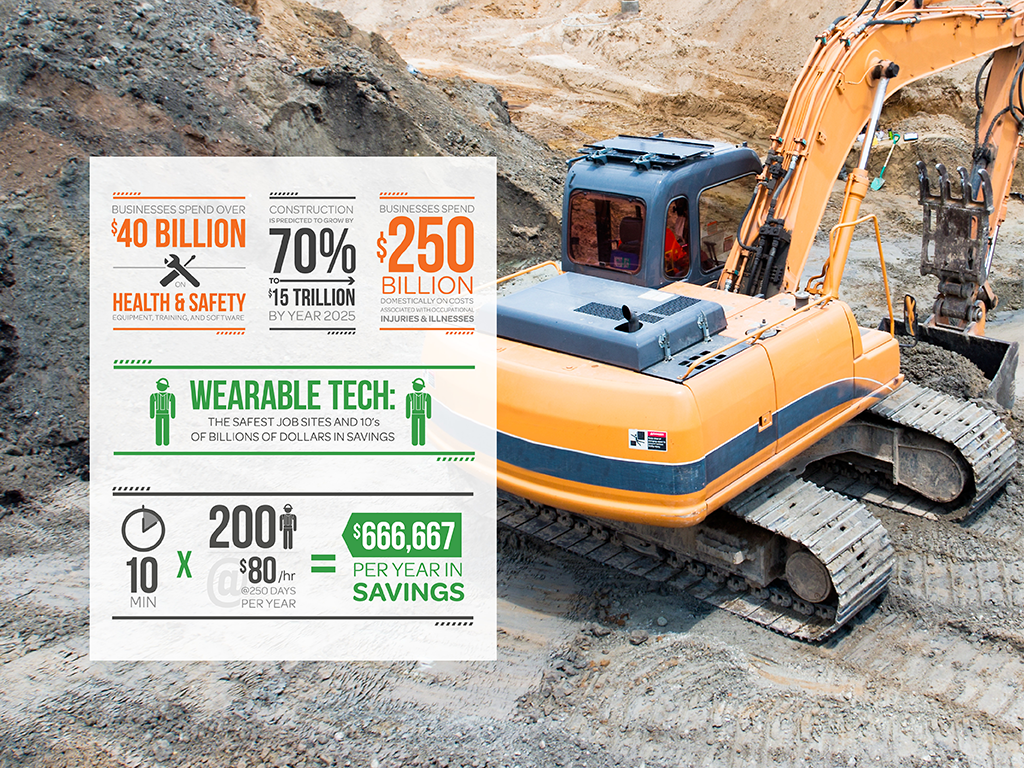 BUSINESSES SPEND OVER
$40 BILLION
ON
HEALTH & SAFETY
EQUIPMENT, TRAINING, AND SOFTWARE
CONSTRUCTION
IS PREDICTED TO GROW BY
70%
TO
$15 TRILLION
BY YEAR 2025
BUSINESSES SPEND
$250
BILLION
DOMESTICALLY ON COSTS
ASSOCIATED WITH OCCUPATIONAL
INJURIES & ILLNESSES
WEARABLE TECH:
THE SAFEST JOB SITES AND 10's
OF BILLIONS OF DOLLARS IN SAVINGS
10
MIN
X
200
@
$80/hr
@250 DAYS
PER YEAR
=
$666,667
PER YEAR IN
SAVINGS